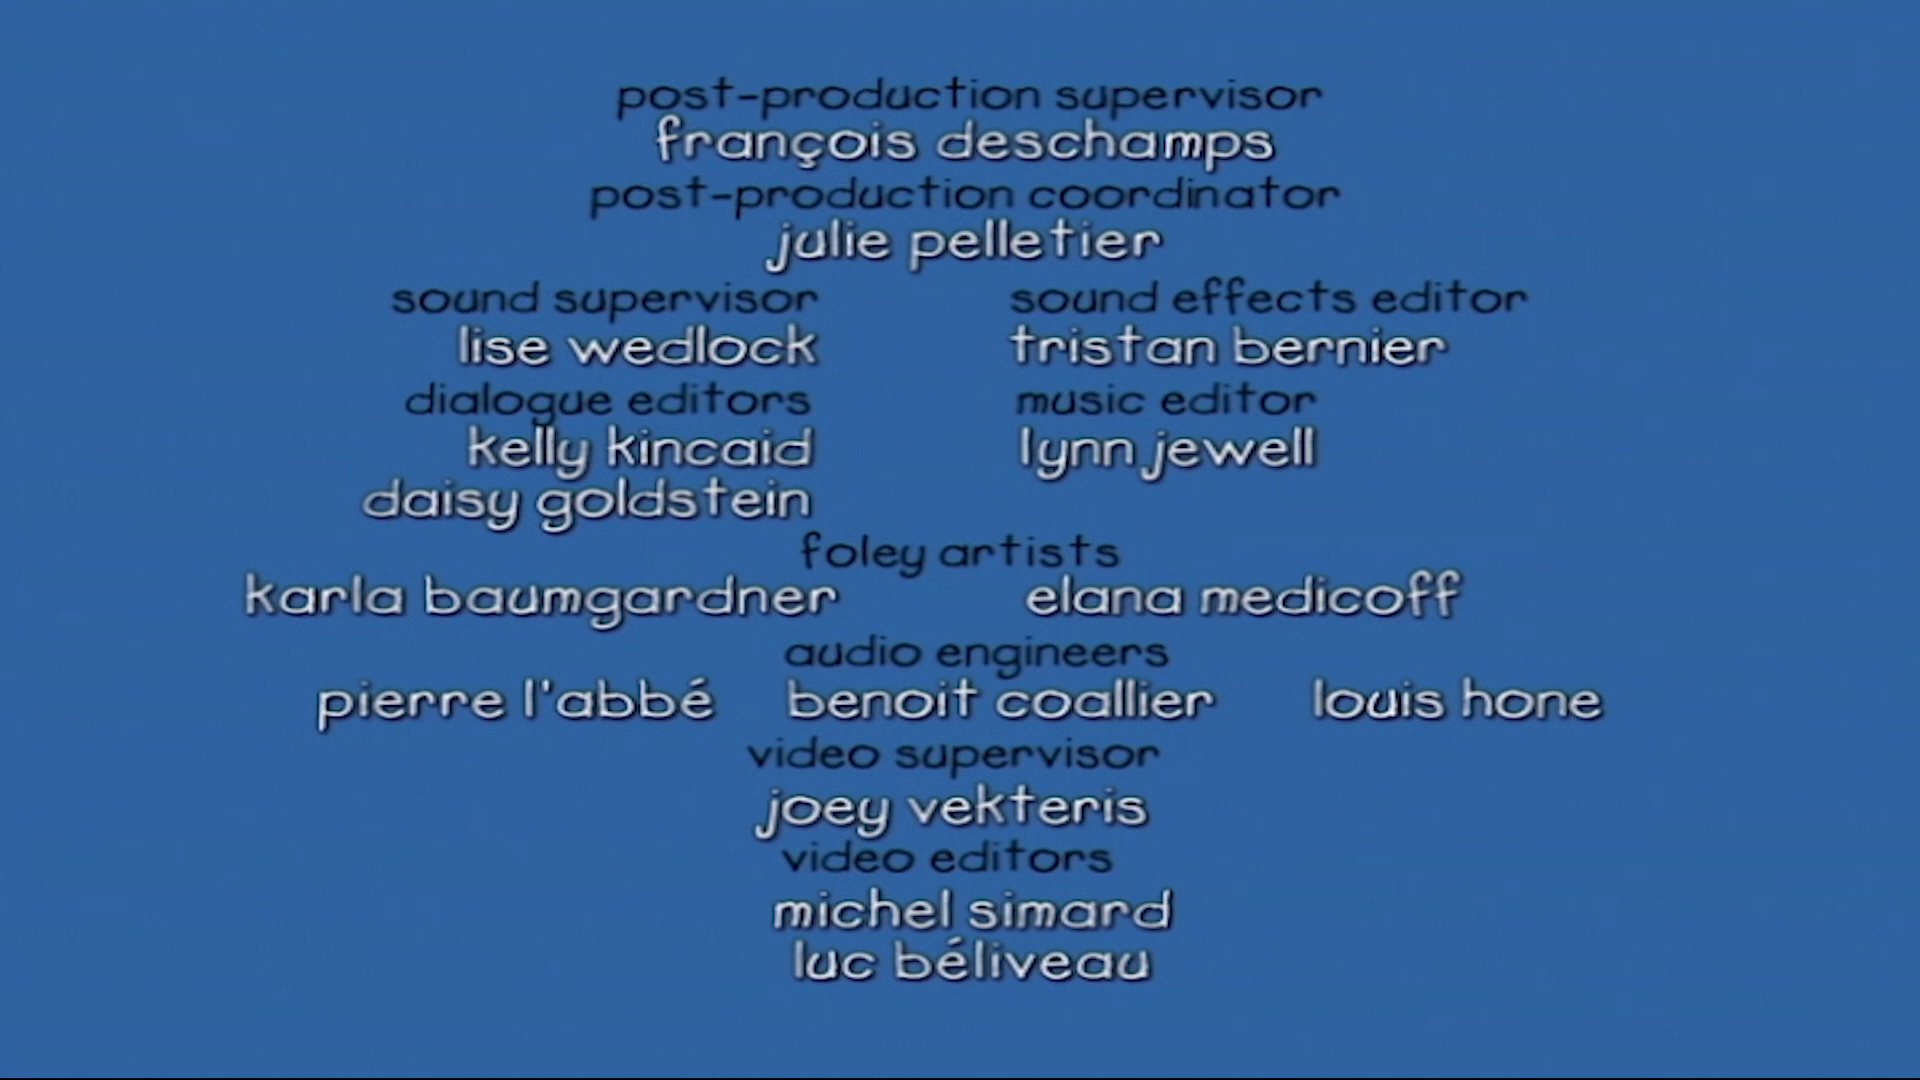 post-production supervisor
françois deschamps
post-production coordinator
julie pelletier
sound supervisor
lise wedlock
sound effects editor
tristan bernier
dialogue editors
kelly kincaid
daisy goldstein
music editor
lynn jewell
foley artists
karla baumgardner elana medicoff
audio engineers
pierre l'abbé benoit coallier louis hone
video supervisor
joey vekteris
video editors
michel simard
luc béliveau